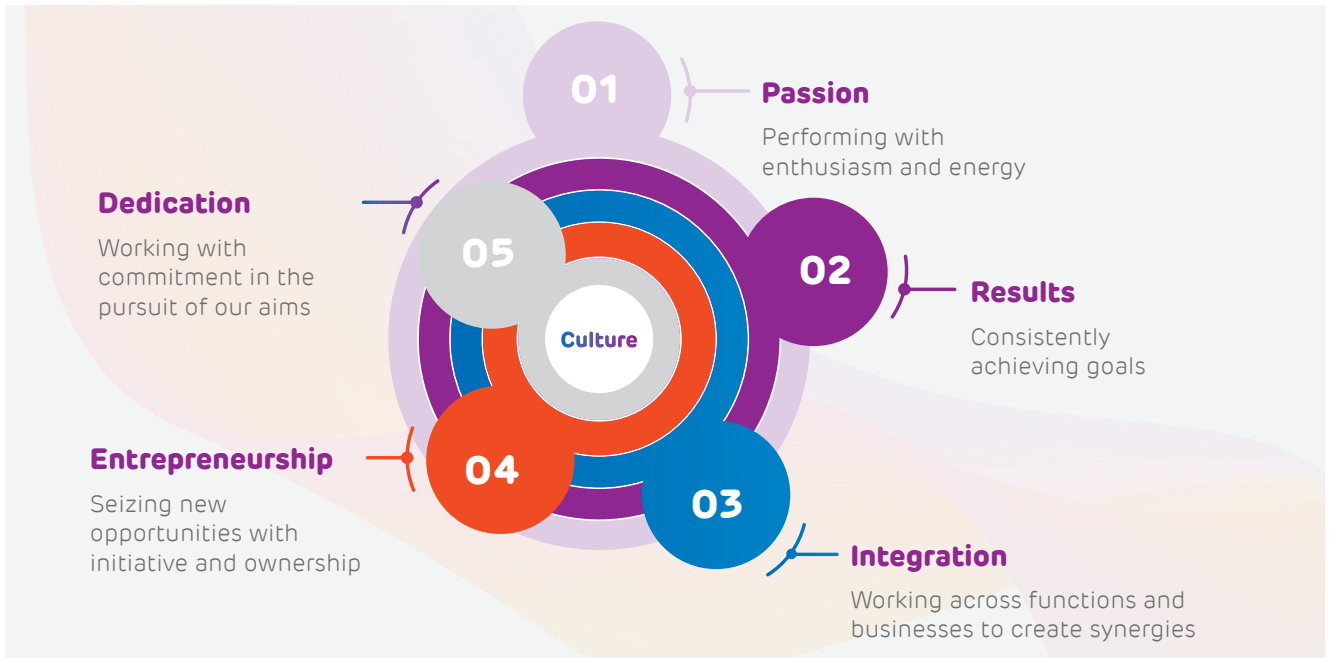 01
Passion
Performing with
enthusiasm and energy
02
Results
Consistently
achieving goals
03
Integration
Working across functions and
businesses to create synergies
04
Entrepreneurship
Seizing new
opportunities with
initiative and ownership
05
Dedication
Working with
commitment in the
pursuit of our aims
Culture